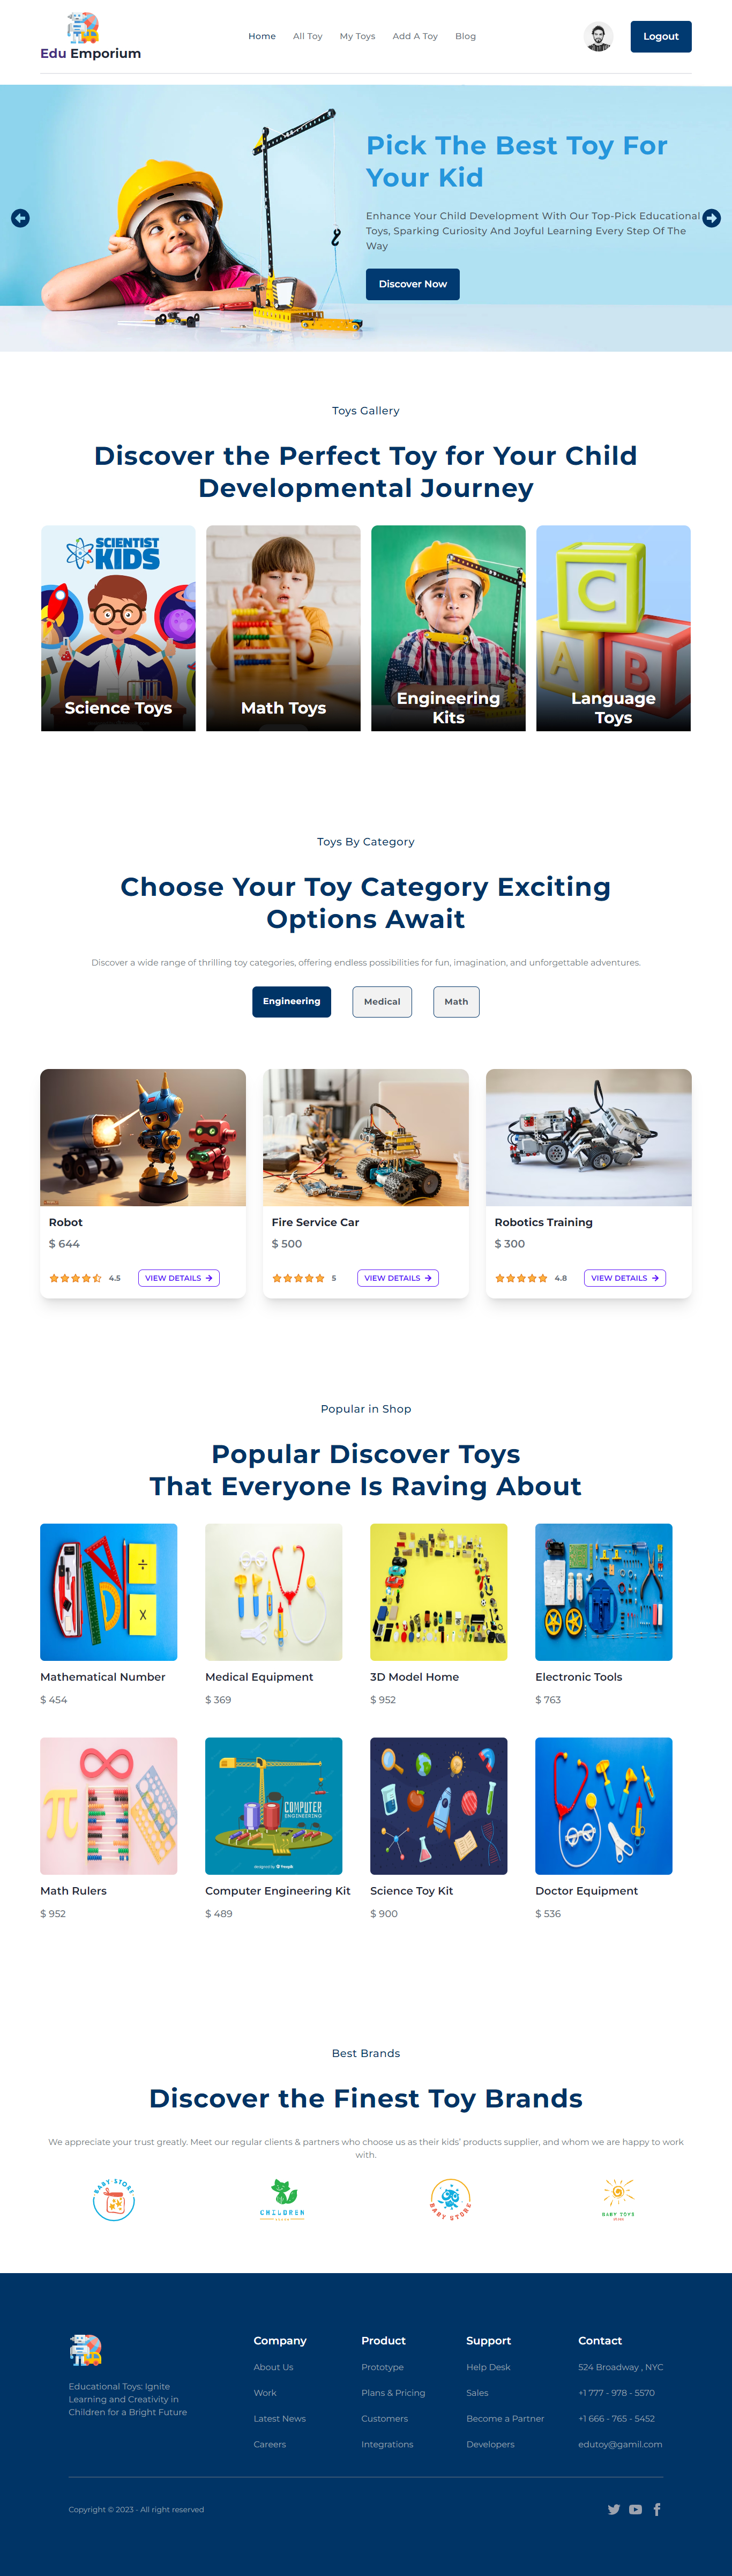 Edu Emporium
Home
All Toy
My Toys
Add A Toy
Blog
Logout
Pick The Best Toy For
Your Kid
Enhance Your Child Development With Our Top-Pick Educational
Toys, Sparking Curiosity And Joyful Learning Every Step Of The
Way
Discover Now
Toys Gallery
Discover the Perfect Toy for Your Child
Developmental Journey
SCIENTIST
KIDS
Science Toys
Math Toys
Engineering
Kits
C
A
B
Language
Toys
Toys By Category
Choose Your Toy Category Exciting
Options Await
Discover a wide range of thrilling toy categories, offering endless possibilities for fun, imagination, and unforgettable adventures.
Engineering
Medical
Math
Robot
$ 644
4.5
VIEW DETAILS
Fire Service Car
$ 500
5
VIEW DETAILS
Robotics Training
$ 300
4.8
VIEW DETAILS
Popular in Shop
Popular Discover Toys
That Everyone Is Raving About
÷
X
Mathematical Number
$ 454
Medical Equipment
$ 369
3D Model Home
$ 952
Electronic Tools
$ 763
π
Math Rulers
$ 952
COMPUTER
ENGINEERING
designed by Freepik
Computer Engineering Kit
$ 489
Science Toy Kit
$ 900
Doctor Equipment
$ 536
Best Brands
Discover the Finest Toy Brands
We appreciate your trust greatly. Meet our regular clients & partners who choose us as their kids' products supplier, and whom we are happy to work
with.
BABY STORE
CHILDREN
BABY STORE
BABY TOYS
Educational Toys: Ignite
Learning and Creativity in
Children for a Bright Future
Company
About Us
Work
Latest News
Careers
Product
Prototype
Plans & Pricing
Customers
Integrations
Support
Help Desk
Sales
Become a Partner
Developers
Contact
524 Broadway , NYC
+1 777 - 978 - 5570
+1 666 - 765 - 5452
edutoy@gamil.com
Copyright © 2023 - All right reserved